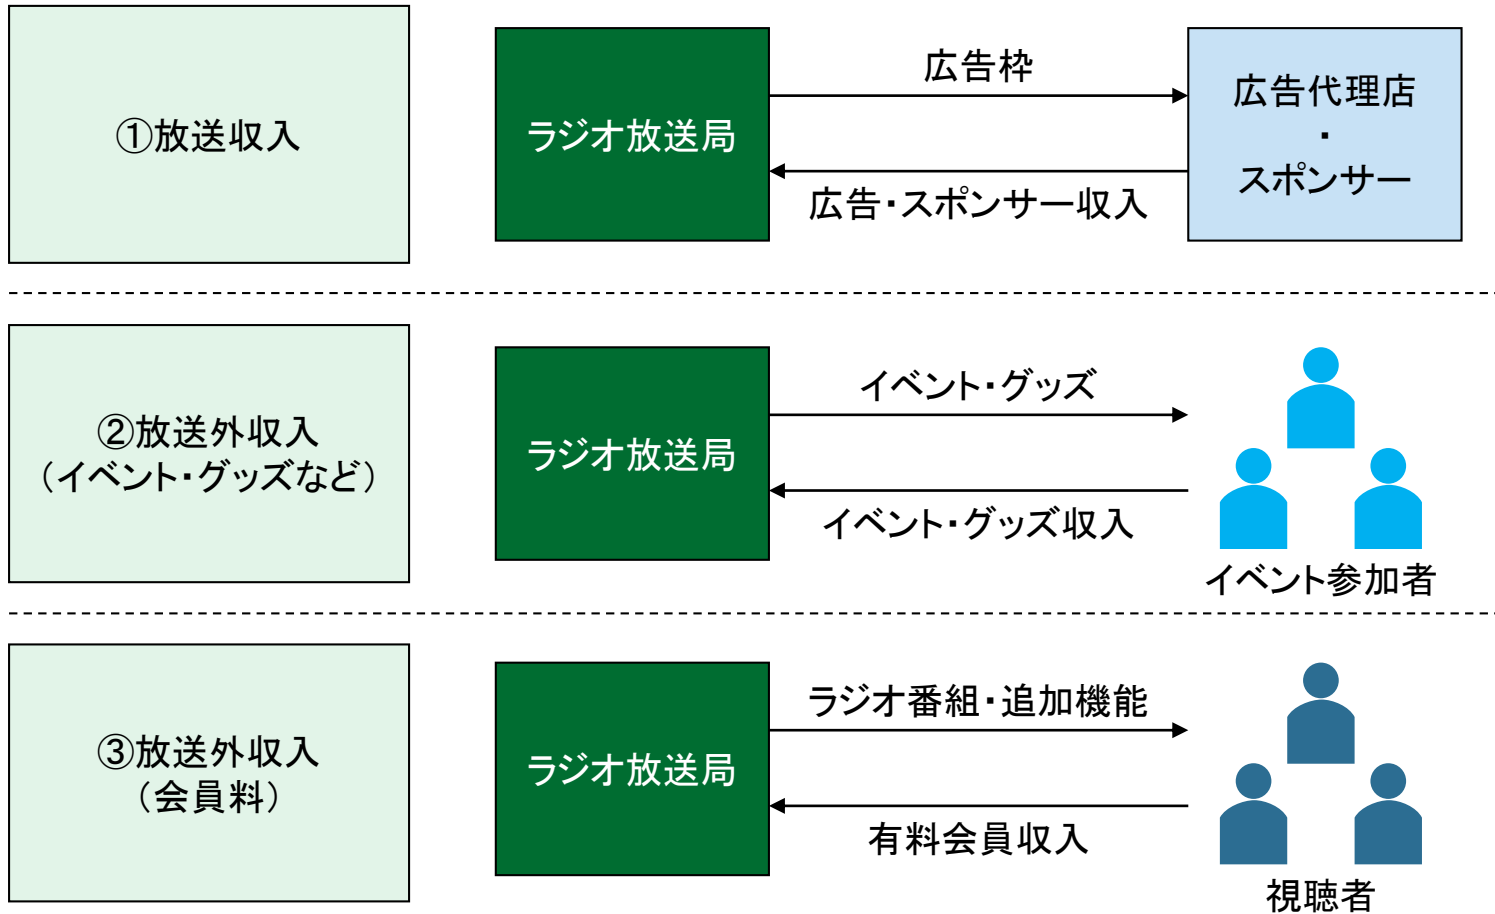 ①放送収入
ラジオ放送局
広告枠
広告・スポンサー収入
広告代理店
・
スポンサー
②放送外収入
（イベント・グッズなど）
ラジオ放送局
イベント・グッズ
イベント・グッズ収入
イベント参加者
③放送外収入
（会員料）
ラジオ放送局
ラジオ番組・追加機能
有料会員収入
視聴者